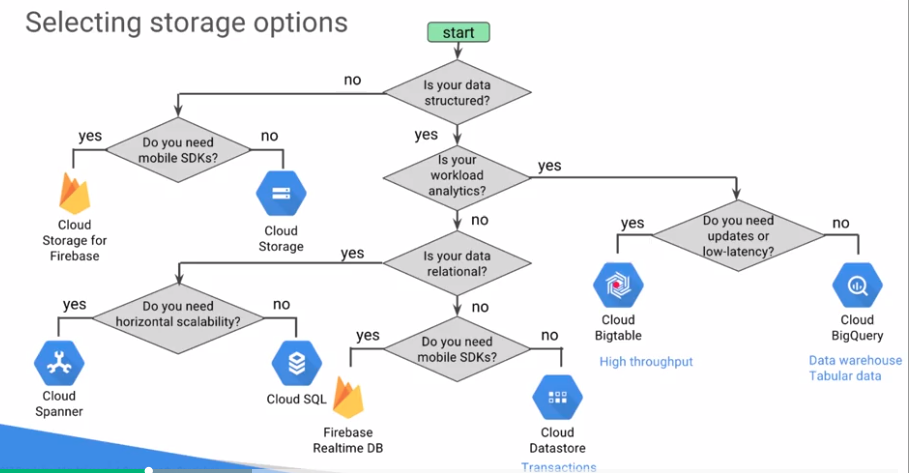 Selecting storage options
start
no
Is your data
structured?
yes
yes
Do you need
mobile SDKs?
no
Is your
workload
analytics?
yes
Cloud
Storage for
Firebase
Cloud
Storage
no
yes
Do you need
updates or
low-latency?
no
yes
Is your data
relational?
yes
Do you need
horizontal scalability?
no
no
Cloud
Bigtable
Cloud
BigQuery
yes
Do you need
mobile SDKs?
no
High throughput
Data warehouse
Tabular data
Cloud
Spanner
Cloud SQL
Firebase
Realtime DB
Cloud
Datastore
Transactions